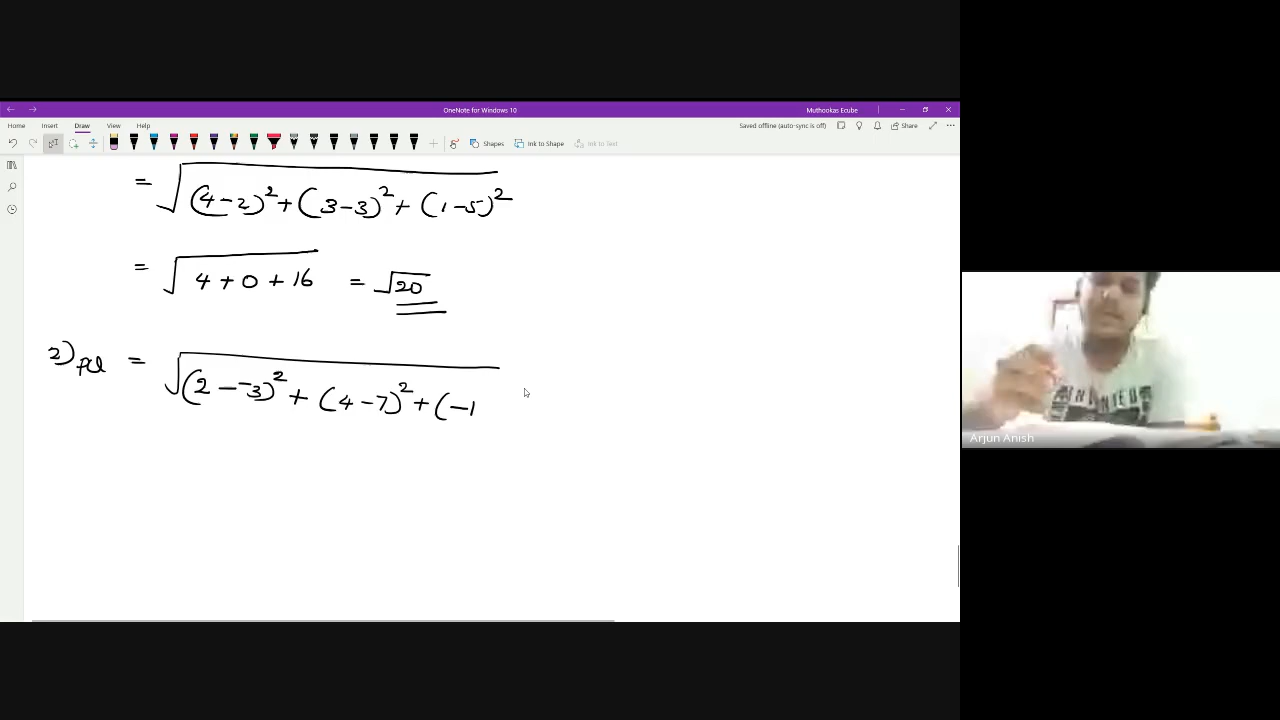 OneNote for Windows 10
Muthookas Ecube
Home Insert Draw View Help
Saved offline (auto-sync is off)
Share
Shapes Ink to Shape Ink to Text
= √(4-2)² + (3-3)² + (1-5)²
= √4+0+16 = √20
2) PQ = √(2--3)² + (4-7)² + (-1
Arjun Anish